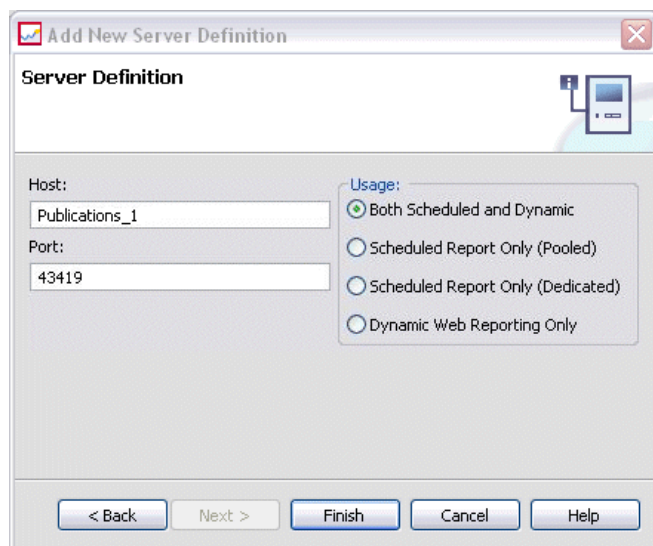 Add New Server Definition
Server Definition
Host:
Publications_1
Port:
43419
Usage:
Both Scheduled and Dynamic
Scheduled Report Only (Pooled)
Scheduled Report Only (Dedicated)
Dynamic Web Reporting Only
< Back
Next >
Finish
Cancel
Help